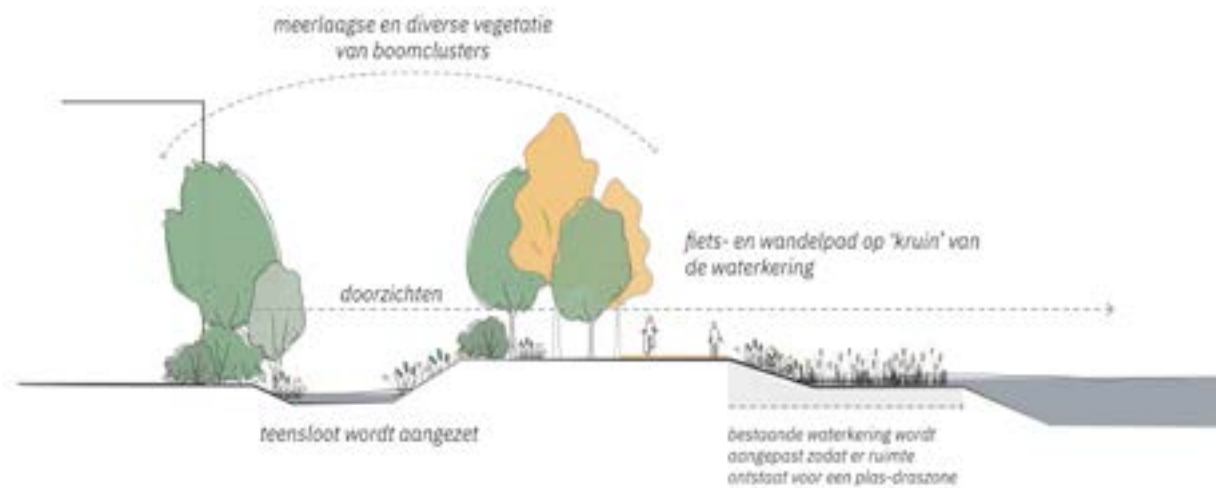 meerlaagse en diverse vegetatie
van boomclusters
fiets- en wandelpad op 'kruin' van
de waterkering
doorzichten
teensloot wordt aangezet
bestaande waterkering wordt
aangepast zodat er ruimte
ontstaat voor een plas-draszone